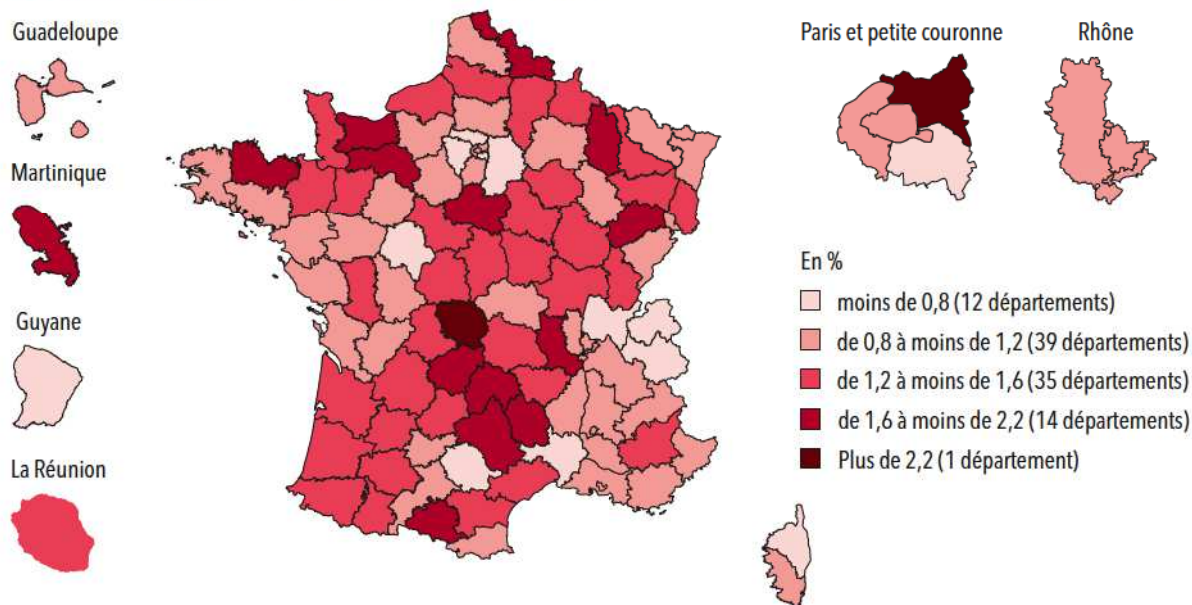 Guadeloupe
Martinique
Guyane
La Réunion
Paris et petite couronne
Rhône
En %
moins de 0,8 (12 départements)
de 0,8 à moins de 1,2 (39 départements)
de 1,2 à moins de 1,6 (35 départements)
de 1,6 à moins de 2,2 (14 départements)
Plus de 2,2 (1 département)